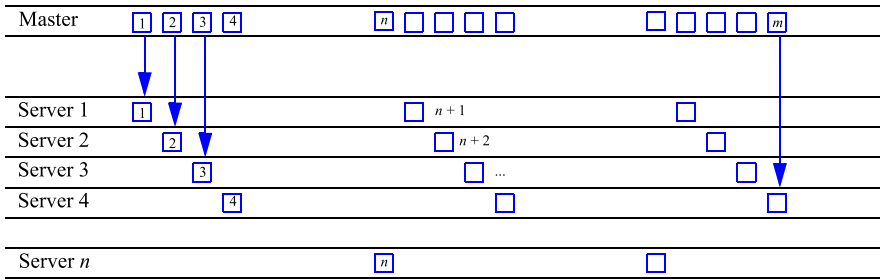 Master 1 2 3 4 n m
Server 1 1 n + 1
Server 2 2 n + 2
Server 3 3 ...
Server 4 4
Server n n